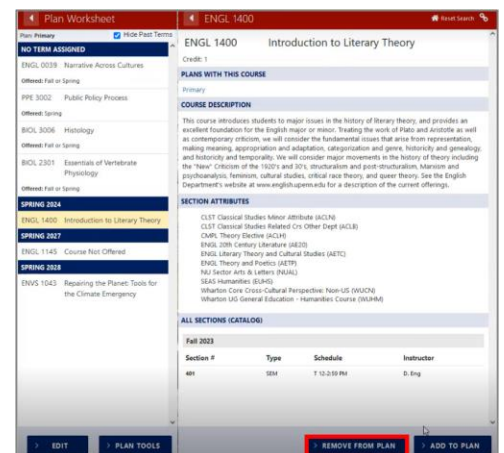 Plan Worksheet
Plan: Primary
Hide Past Terms
NO TERM ASSIGNED
ENGL 0039 Narrative Across Cultures
Offered: Fall or Spring
PPE 3002 Public Policy Process
Offered: Spring
BIOL 3006 Histology
Offered: Fall or Spring
BIOL 2301 Essentials of Vertebrate
Physiology
Offered: Fall or Spring
SPRING 2024
ENGL 1400 Introduction to Literary Theory
SPRING 2027
ENGL 1145 Course Not Offered
SPRING 2028
ENVS 1043 Repairing the Planet: Tools for
the Climate Emergency
EDIT
PLAN TOOLS
ENGL 1400
Reset Search
ENGL 1400 Introduction to Literary Theory
Credit: 1
PLANS WITH THIS COURSE
Primary
COURSE DESCRIPTION
This course introduces students to major issues in the history of literary theory, and provides an
excellent foundation for the English major or minor. Treating the work of Plato and Aristotle as well
as contemporary criticism, we will consider the fundamental issues that arise from representation,
making meaning, appropriation and adaptation, categorization and genre, historicity and genealogy,
and historicity and temporality. We will consider major movements in the history of theory including
the "New" Criticism of the 1920's and 30's, structuralism and post-structuralism, Marxism and
psychoanalysis, feminism, cultural studies, critical race theory, and queer theory. See the English
Department's website at www.english.upenn.edu for a description of the current offerings.
SECTION ATTRIBUTES
CLST Classical Studies Minor Attribute (ACLN)
CLST Classical Studies Related Crs Other Dept (ACLB)
CMPL Theory Elective (ACLH)
ENGL 20th Century Literature (AE20)
ENGL Literary Theory and Cultural Studies (AETC)
ENGL Theory and Poetics (AETP)
NU Sector Arts & Letters (NUAL)
SEAS Humanities (EUHS)
Wharton Core Cross-Cultural Perspective: Non-US (WUCN)
Wharton UG General Education - Humanities Course (WUHM)
ALL SECTIONS (CATALOG)
Fall 2023
Section # Type Schedule Instructor
401 SEM T 12-2:59 PM D. Eng
REMOVE FROM PLAN
ADD TO PLAN